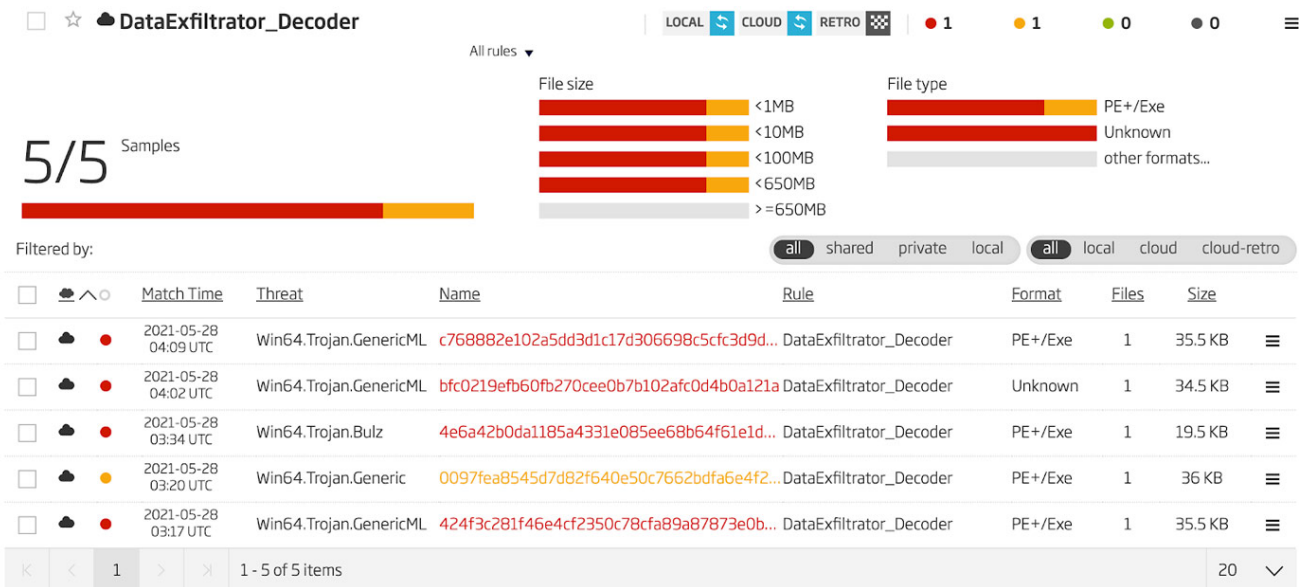 DataExfiltrator_Decoder
LOCAL CLOUD RETRO 1 1 0 0
All rules
File size
<1MB
<10MB
<100MB
<650MB
>=650MB
File type
PE+/Exe
Unknown
other formats...
5/5 Samples
Filtered by:
all shared private local
all local cloud cloud-retro
Match Time Threat Name Rule Format Files Size
2021-05-28 04:09 UTC Win64.Trojan.GenericML c768882e102a5dd3d1c17d306698c5cfc3d9d... DataExfiltrator_Decoder PE+/Exe 1 35.5 KB
2021-05-28 04:02 UTC Win64.Trojan.GenericML bfc0219efb60fb270cee0b7b102afc0d4b0a121a DataExfiltrator_Decoder Unknown 1 34.5 KB
2021-05-28 03:34 UTC Win64.Trojan.Bulz 4e6a42b0da1185a4331e085ee68b64f61e1d... DataExfiltrator_Decoder PE+/Exe 1 19.5 KB
2021-05-28 03:20 UTC Win64.Trojan.Generic 0097fea8545d7d82f640e50c7662bdfa6e4f2... DataExfiltrator_Decoder PE+/Exe 1 36 KB
2021-05-28 03:17 UTC Win64.Trojan.GenericML 424f3c281f46e4cf2350c78cfa89a87873e0b... DataExfiltrator_Decoder PE+/Exe 1 35.5 KB
1 1 - 5 of 5 items 20